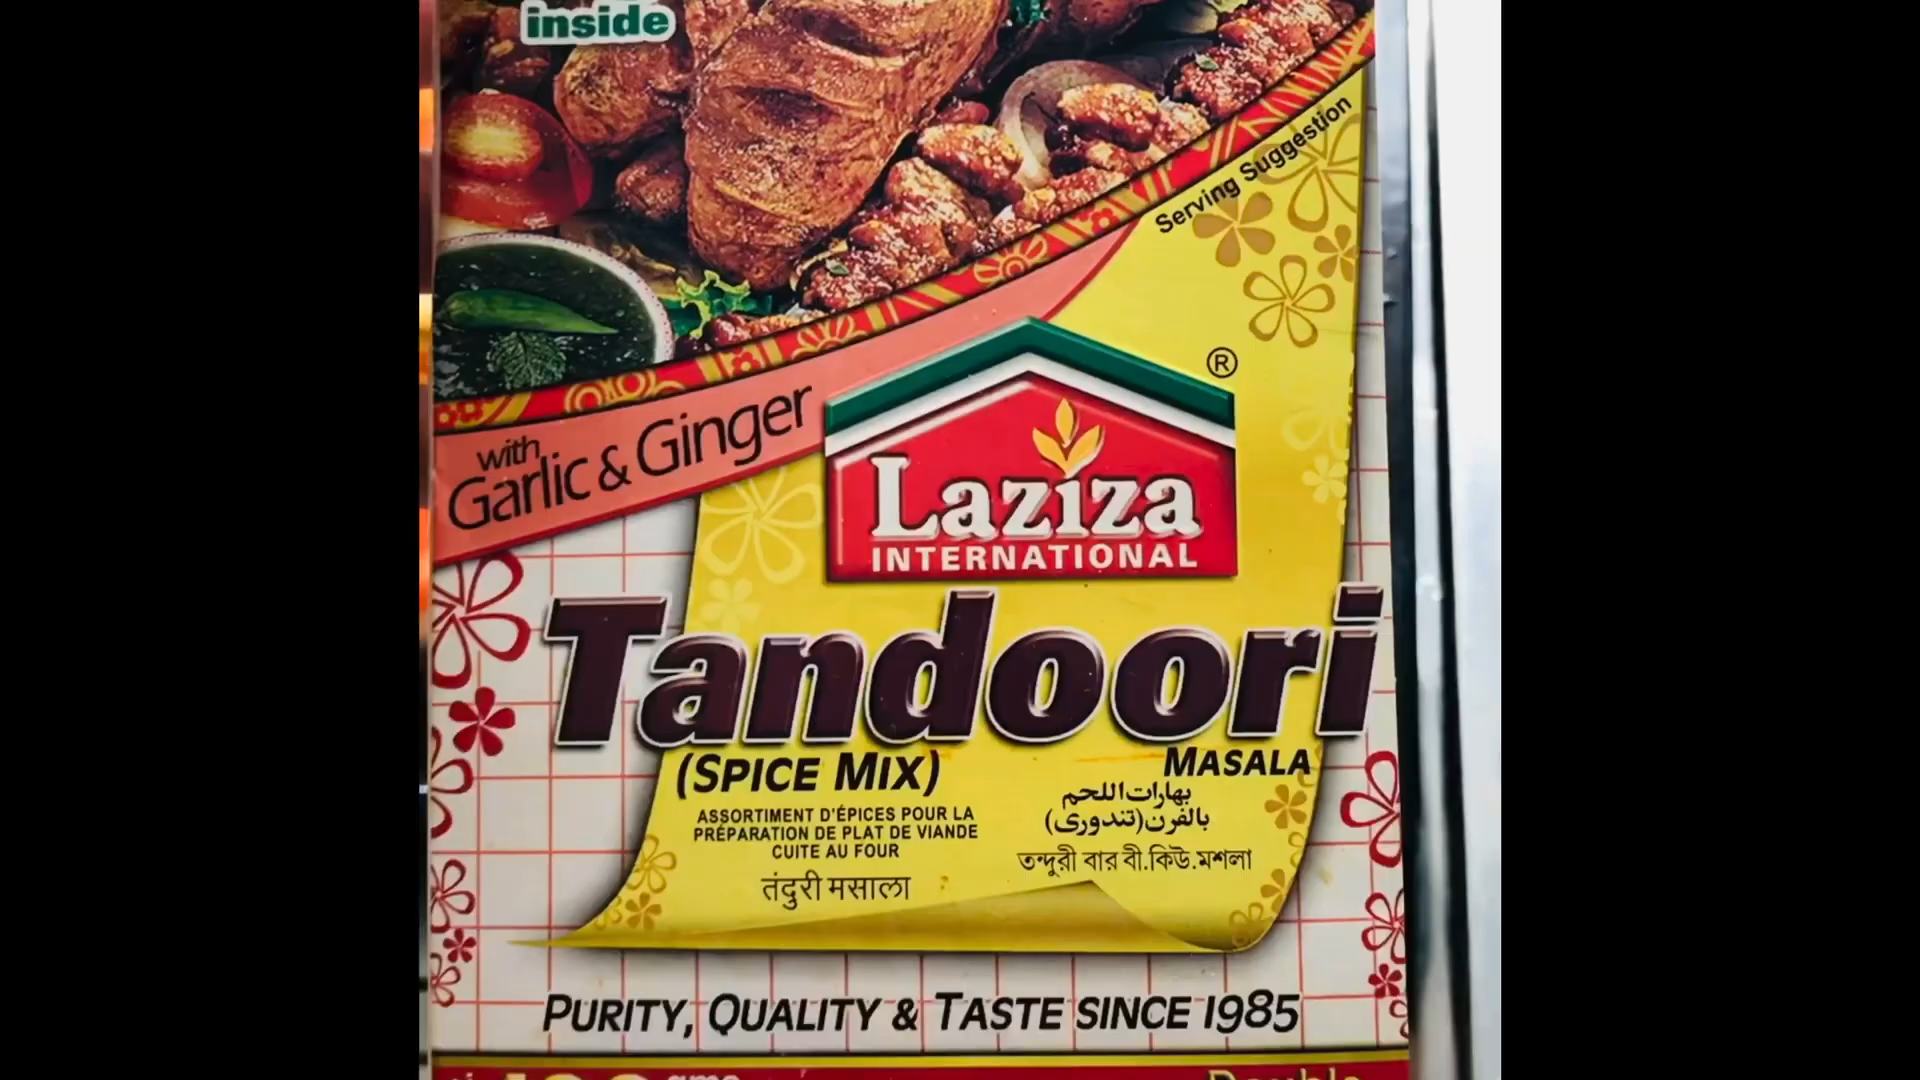 inside
Serving Suggestion
with
Garlic & Ginger
®
Laziza
INTERNATIONAL
Tandoori
(SPICE MIX)
MASALA
ASSORTIMENT D'ÉPICES POUR LA
PRÉPARATION DE PLAT DE VIANDE
CUITE AU FOUR
तंदुरी मसाला
بهارات اللحم
بالفرن (تندوری)
তন্দুরী বার বী.কিউ.মশলা
PURITY, QUALITY & TASTE SINCE 1985